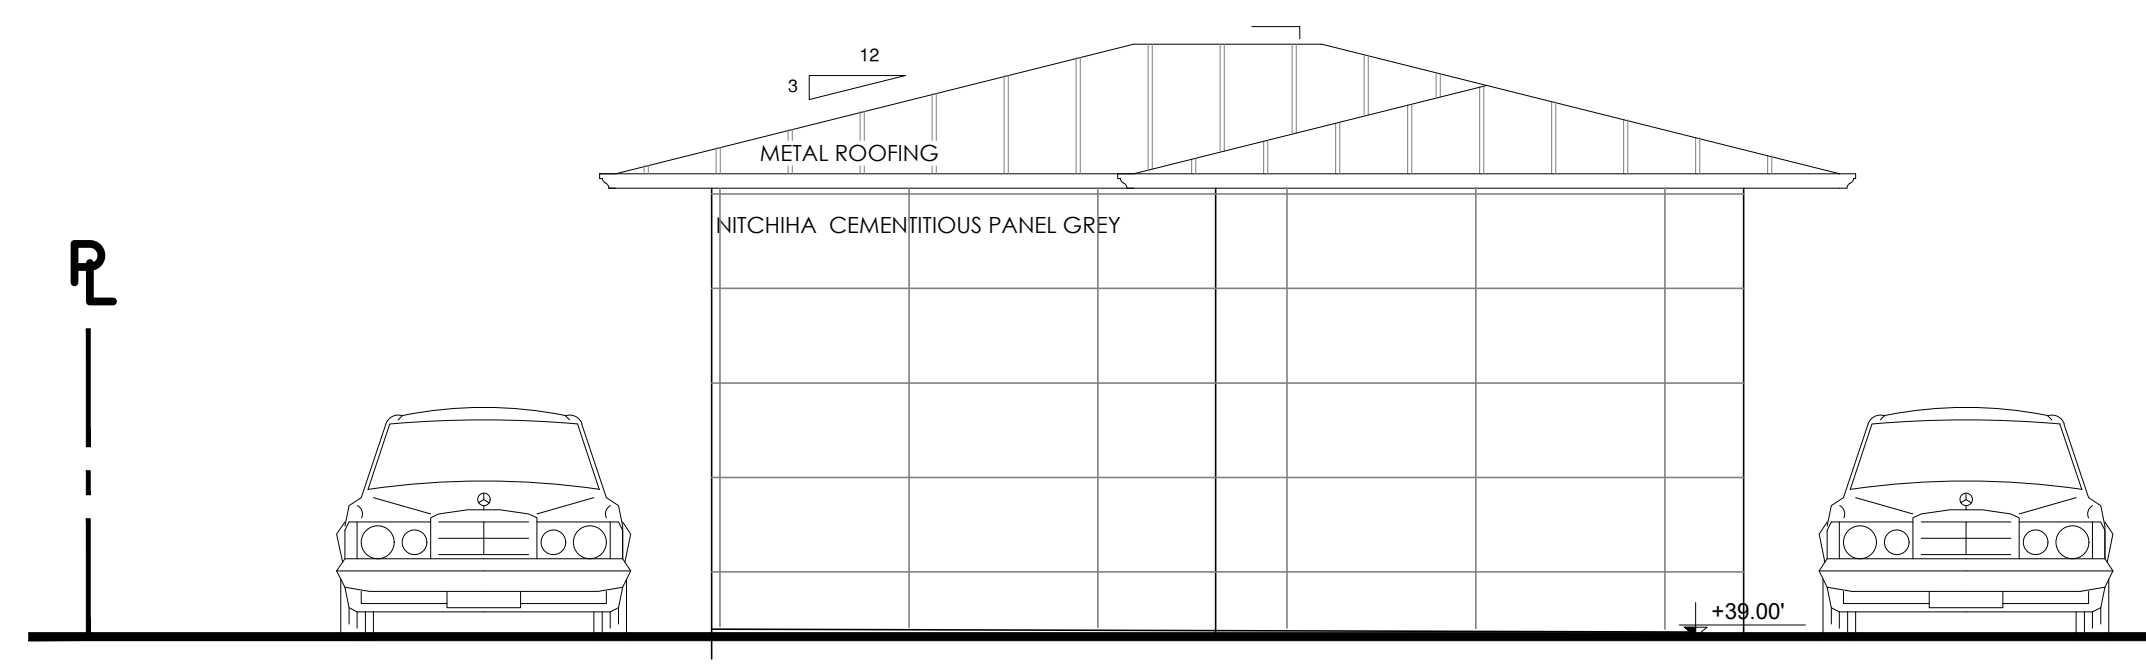 12
3
METAL ROOFING
NITCHIHA CEMENTITIOUS PANEL GREY
PL
+39.00'